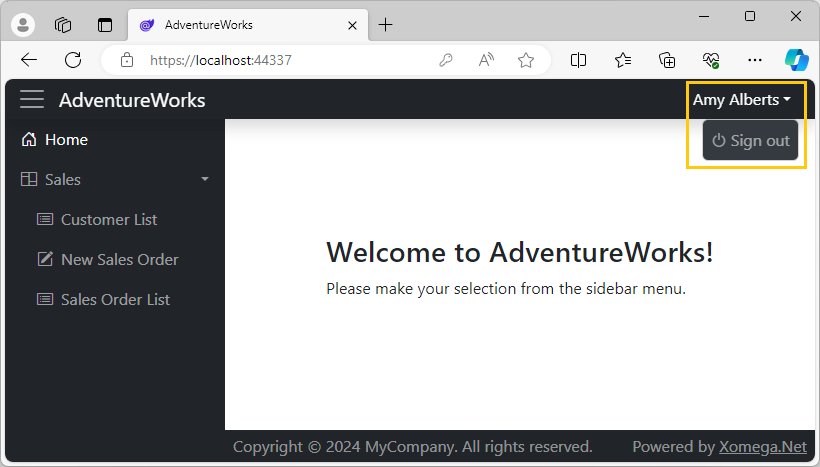 AdventureWorks
https://localhost:44337
AdventureWorks
Amy Alberts
Sign out
Home
Sales
Customer List
New Sales Order
Sales Order List
Welcome to AdventureWorks!
Please make your selection from the sidebar menu.
Copyright © 2024 MyCompany. All rights reserved.
Powered by Xomega.Net